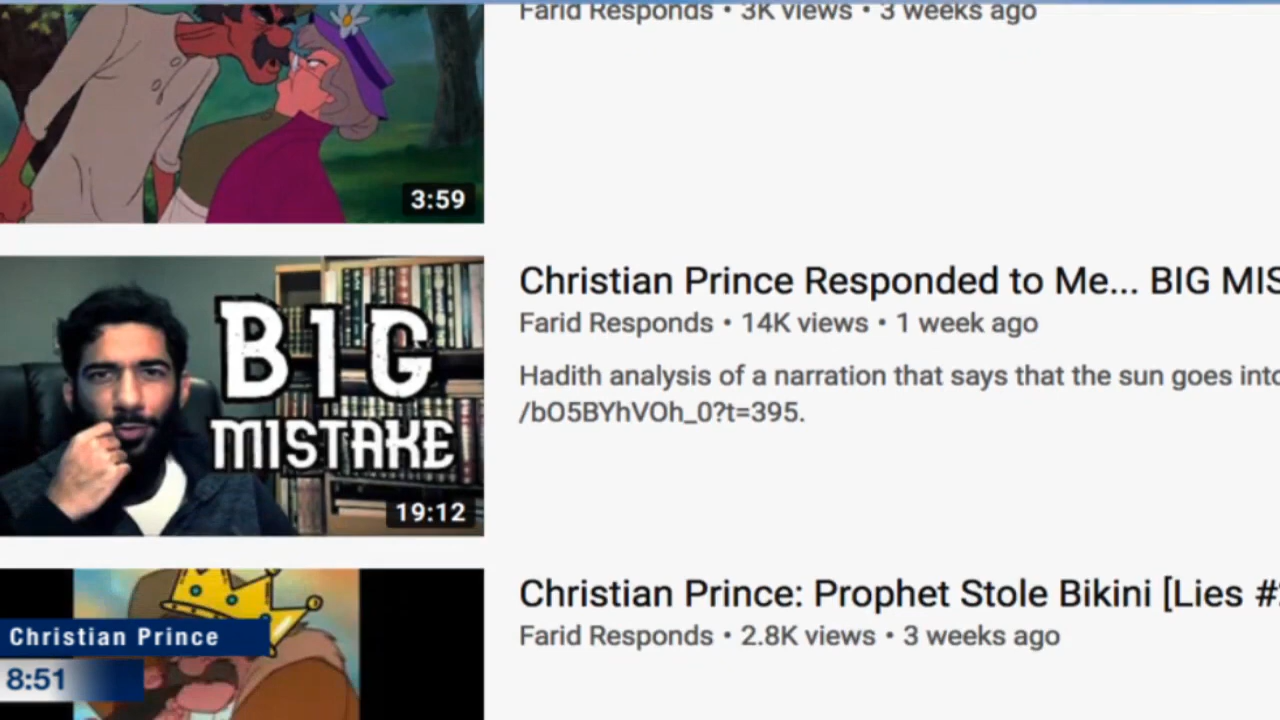 Farid Responds • 3K views • 3 weeks ago
3:59
BIG
MISTAKE
19:12
Christian Prince Responded to Me... BIG MIS
Farid Responds • 14K views • 1 week ago
Hadith analysis of a narration that says that the sun goes into
/bO5BYhVOh_0?t=395.
Christian Prince: Prophet Stole Bikini [Lies #
Farid Responds • 2.8K views • 3 weeks ago
Christian Prince
8:51